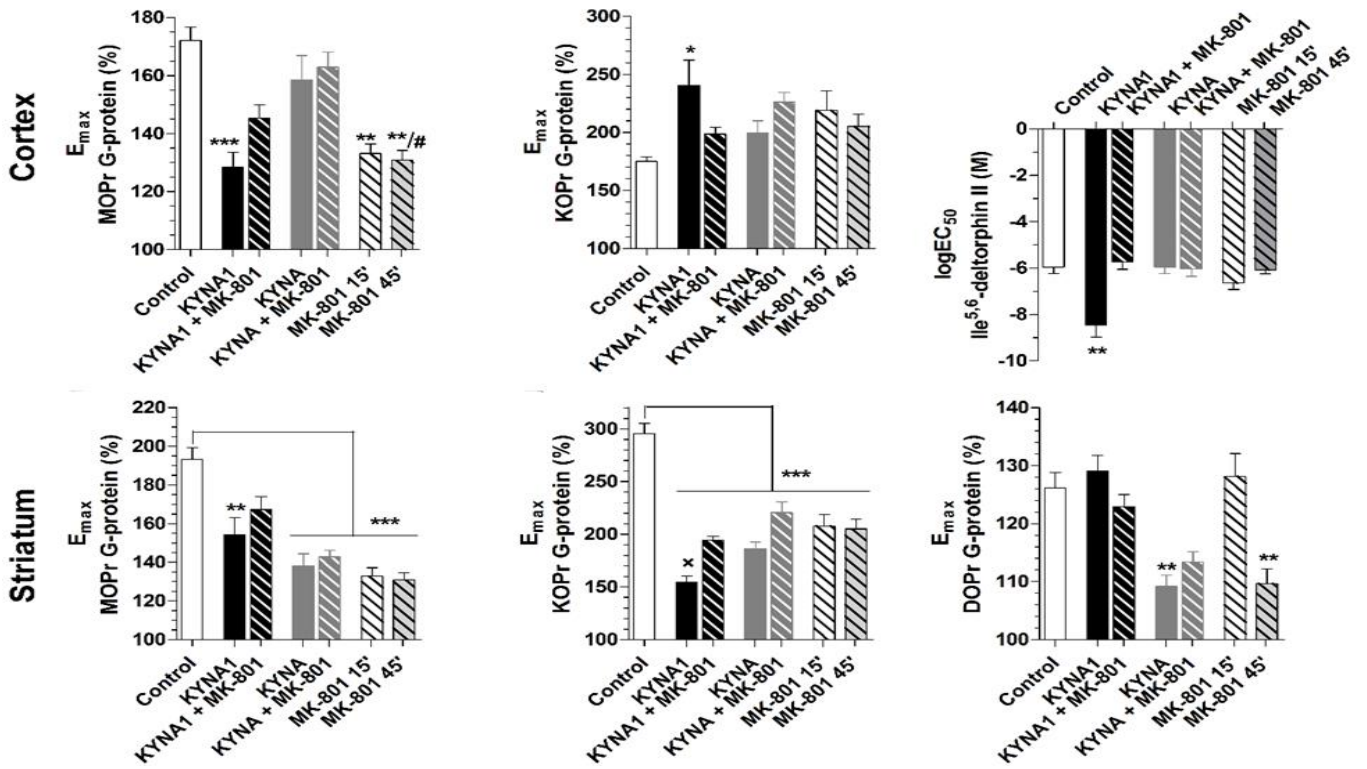 Cortex
E max
MOPr G-protein (%)
180
160
140
120
100
***
**
**/#
Control
KYNA1
KYNA1 + MK-801
KYNA
KYNA + MK-801
MK-801 15'
MK-801 45'
E max
KOPr G-protein (%)
300
250
200
150
100
*
Control
KYNA1
KYNA1 + MK-801
KYNA
KYNA + MK-801
MK-801 15'
MK-801 45'
Control
KYNA1
KYNA1 + MK-801
KYNA
KYNA + MK-801
MK-801 15'
MK-801 45'
logEC50
Ile5,6-deltorphin II (M)
0
-2
-4
-6
-8
-10
**
Striatum
E max
MOPr G-protein (%)
220
200
180
160
140
120
100
**
***
Control
KYNA1
KYNA1 + MK-801
KYNA
KYNA + MK-801
MK-801 15'
MK-801 45'
E max
KOPr G-protein (%)
300
250
200
150
100
×
***
Control
KYNA1
KYNA1 + MK-801
KYNA
KYNA + MK-801
MK-801 15'
MK-801 45'
E max
DOPr G-protein (%)
140
130
120
110
100
**
**
Control
KYNA1
KYNA1 + MK-801
KYNA
KYNA + MK-801
MK-801 15'
MK-801 45'